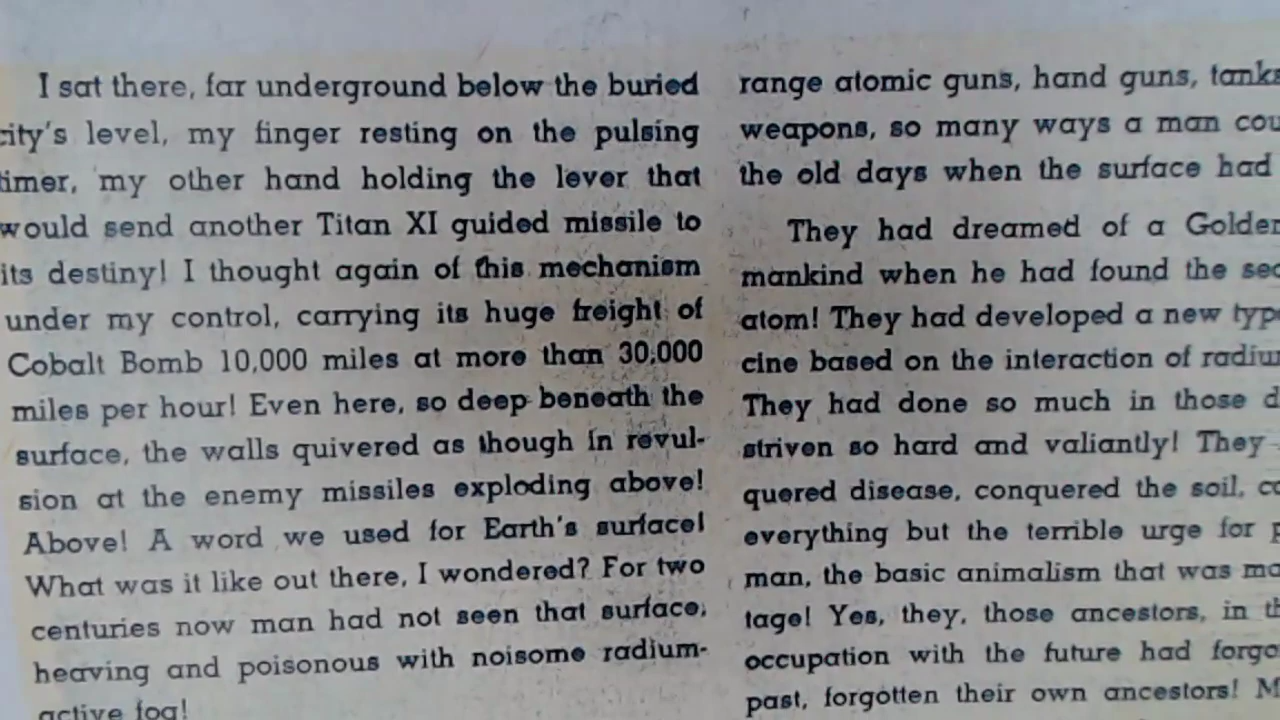 I sat there, far underground below the buried
city's level, my finger resting on the pulsing
timer, my other hand holding the lever that
would send another Titan XI guided missile to
its destiny! I thought again of this mechanism
under my control, carrying its huge freight of
Cobalt Bomb 10,000 miles at more than 30,000
miles per hour! Even here, so deep beneath the
surface, the walls quivered as though in revul-
sion at the enemy missiles exploding above!
Above! A word we used for Earth's surface!
What was it like out there, I wondered? For two
centuries now man had not seen that surface,
heaving and poisonous with noisome radium-
active fog!
range atomic guns, hand guns, tanks
weapons, so many ways a man cou
the old days when the surface had
They had dreamed of a Golden
mankind when he had found the sec
atom! They had developed a new type
cine based on the interaction of radiu
They had done so much in those d
striven so hard and valiantly! They
quered disease, conquered the soil, co
everything but the terrible urge for p
man, the basic animalism that was ma
tage! Yes, they, those ancestors, in th
occupation with the future had forgo
past, forgotten their own ancestors! M